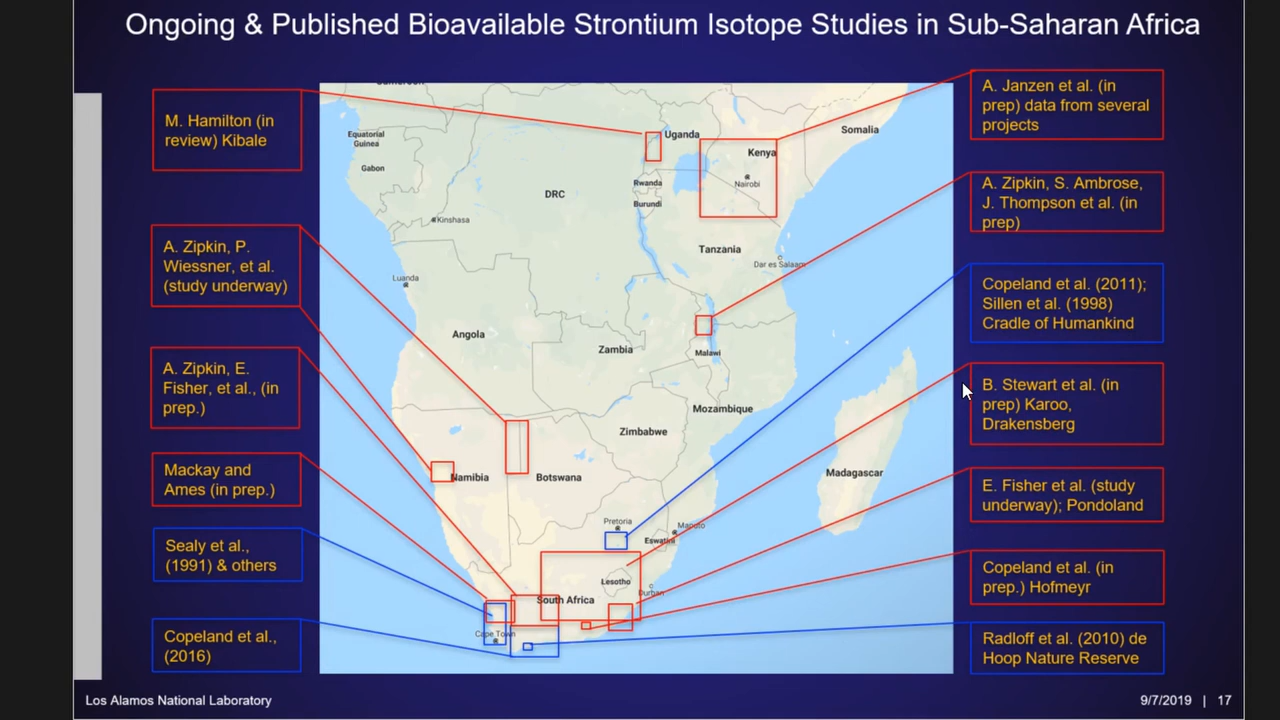 Ongoing & Published Bioavailable Strontium Isotope Studies in Sub-Saharan Africa
M. Hamilton (in
review) Kibale
A. Zipkin, P.
Wiessner, et al.
(study underway)
A. Zipkin, E.
Fisher, et al., (in
prep.)
Mackay and
Ames (in prep.)
Sealy et al.,
(1991) & others
Copeland et al.,
(2016)
Equatorial
Guinea
Gabon
Kinshasa
DRC
Uganda
Rwanda
Burundi
Kenya
Nairobi
Somalia
Tanzania
Dar es Salaam
Luanda
Angola
Zambia
Malawi
Mozambique
Zimbabwe
Namibia
Botswana
Madagascar
Pretoria
Maputo
Eswatini
Lesotho
Durban
South Africa
Cape Town
A. Janzen et al. (in
prep) data from several
projects
A. Zipkin, S. Ambrose,
J. Thompson et al. (in
prep)
Copeland et al. (2011);
Sillen et al. (1998)
Cradle of Humankind
B. Stewart et al. (in
prep) Karoo,
Drakensberg
E. Fisher et al. (study
underway); Pondoland
Copeland et al. (in
prep.) Hofmeyr
Radloff et al. (2010) de
Hoop Nature Reserve
Los Alamos National Laboratory
9/7/2019 | 17